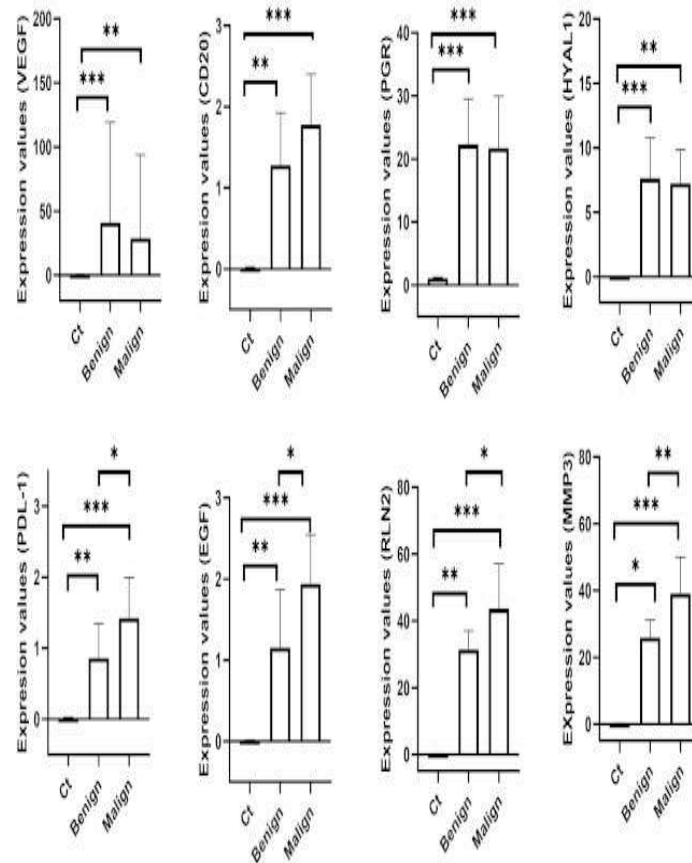 Expression values (VEGF)
200
150
100
50
0
**
***
Ct
Benign
Malign
Expression values (CD20)
3
2
1
0
***
**
Ct
Benign
Malign
Expression values (PGR)
40
30
20
10
0
***
***
Ct
Benign
Malign
Expression values (HYAL1)
20
15
10
5
0
**
***
Ct
Benign
Malign
Expression values (PDL-1)
3
2
1
0
*
***
**
Ct
Benign
Malign
Expression values (EGF)
3
2
1
0
*
***
**
Ct
Benign
Malign
Expression values (RLN2)
80
60
40
20
0
*
***
**
Ct
Benign
Malign
EXpression values (MMP3)
80
60
40
20
0
**
***
*
Ct
Benign
Malign